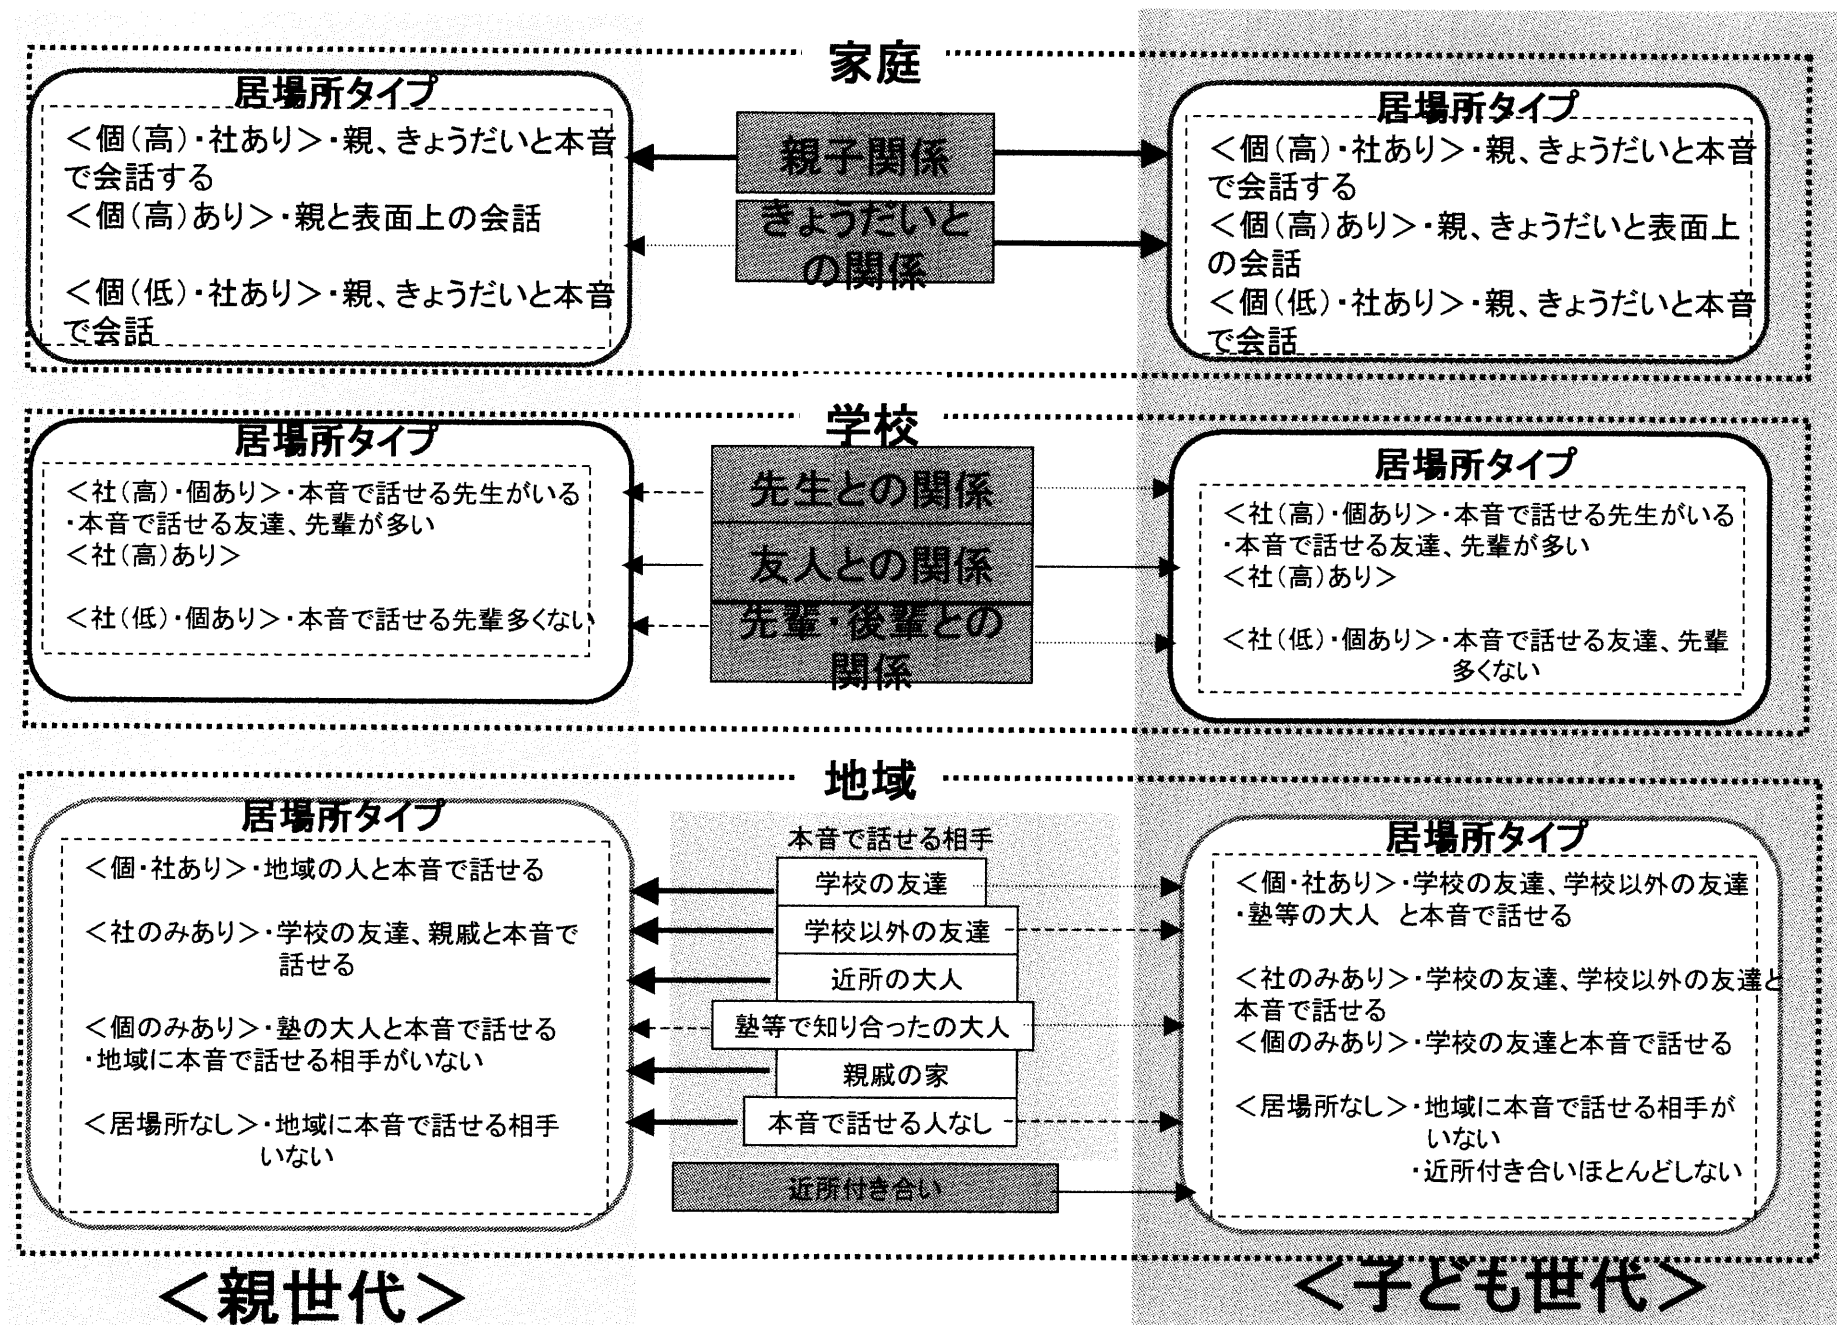 家庭
居場所タイプ
＜個(高)・社あり＞・親、きょうだいと本音
で会話する
＜個(高)あり＞・親と表面上の会話
＜個(低)・社あり＞・親、きょうだいと本音
で会話
親子関係
きょうだいと
の関係
居場所タイプ
＜個(高)・社あり＞・親、きょうだいと本音
で会話する
＜個(高)あり＞・親、きょうだいと表面上
の会話
＜個(低)・社あり＞・親、きょうだいと本音
で会話
学校
居場所タイプ
＜社(高)・個あり＞・本音で話せる先生がいる
・本音で話せる友達、先輩が多い
＜社(高)あり＞
＜社(低)・個あり＞・本音で話せる先輩多くない
先生との関係
友人との関係
先輩・後輩との
関係
居場所タイプ
＜社(高)・個あり＞・本音で話せる先生がいる
・本音で話せる友達、先輩が多い
＜社(高)あり＞
＜社(低)・個あり＞・本音で話せる友達、先輩
多くない
地域
居場所タイプ
＜個・社あり＞・地域の人と本音で話せる
＜社のみあり＞・学校の友達、親戚と本音で
話せる
＜個のみあり＞・塾の大人と本音で話せる
・地域に本音で話せる相手がいない
＜居場所なし＞・地域に本音で話せる相手
いない
本音で話せる相手
学校の友達
学校以外の友達
近所の大人
塾等で知り合ったの大人
親戚の家
本音で話せる人なし
近所付き合い
居場所タイプ
＜個・社あり＞・学校の友達、学校以外の友達
・塾等の大人　と本音で話せる
＜社のみあり＞・学校の友達、学校以外の友達と
本音で話せる
＜個のみあり＞・学校の友達と本音で話せる
＜居場所なし＞・地域に本音で話せる相手が
いない
・近所付き合いほとんどしない
＜親世代＞
＜子ども世代＞